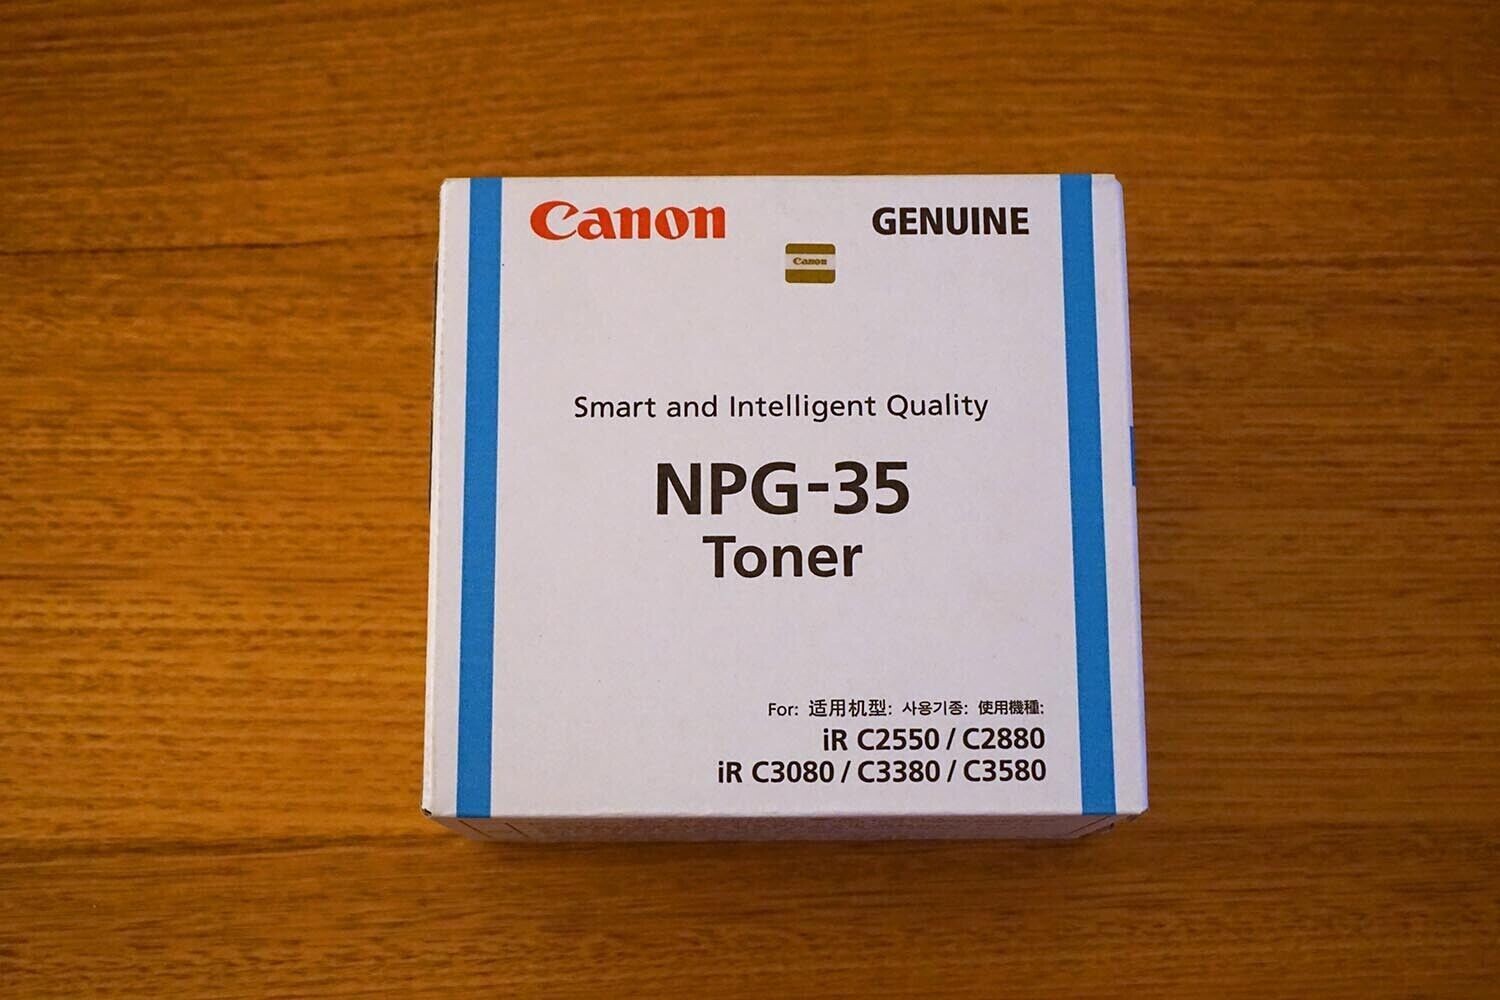 Canon GENUINE
Canon
Smart and Intelligent Quality
NPG-35
Toner
For: 适用机型: 사용기종: 使用機種:
iR C2550 / C2880
iR C3080 / C3380 / C3580